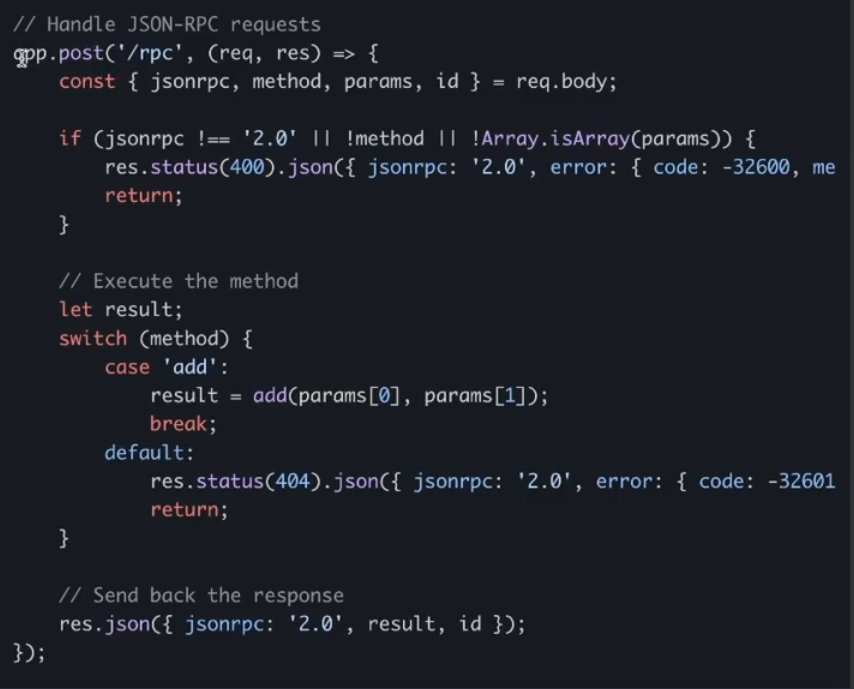 // Handle JSON-RPC requests
app.post('/rpc', (req, res) => {
    const { jsonrpc, method, params, id } = req.body;

    if (jsonrpc !== '2.0' || !method || !Array.isArray(params)) {
        res.status(400).json({ jsonrpc: '2.0', error: { code: -32600, me
        return;
    }

    // Execute the method
    let result;
    switch (method) {
        case 'add':
            result = add(params[0], params[1]);
            break;
        default:
            res.status(404).json({ jsonrpc: '2.0', error: { code: -32601
            return;
    }

    // Send back the response
    res.json({ jsonrpc: '2.0', result, id });
});